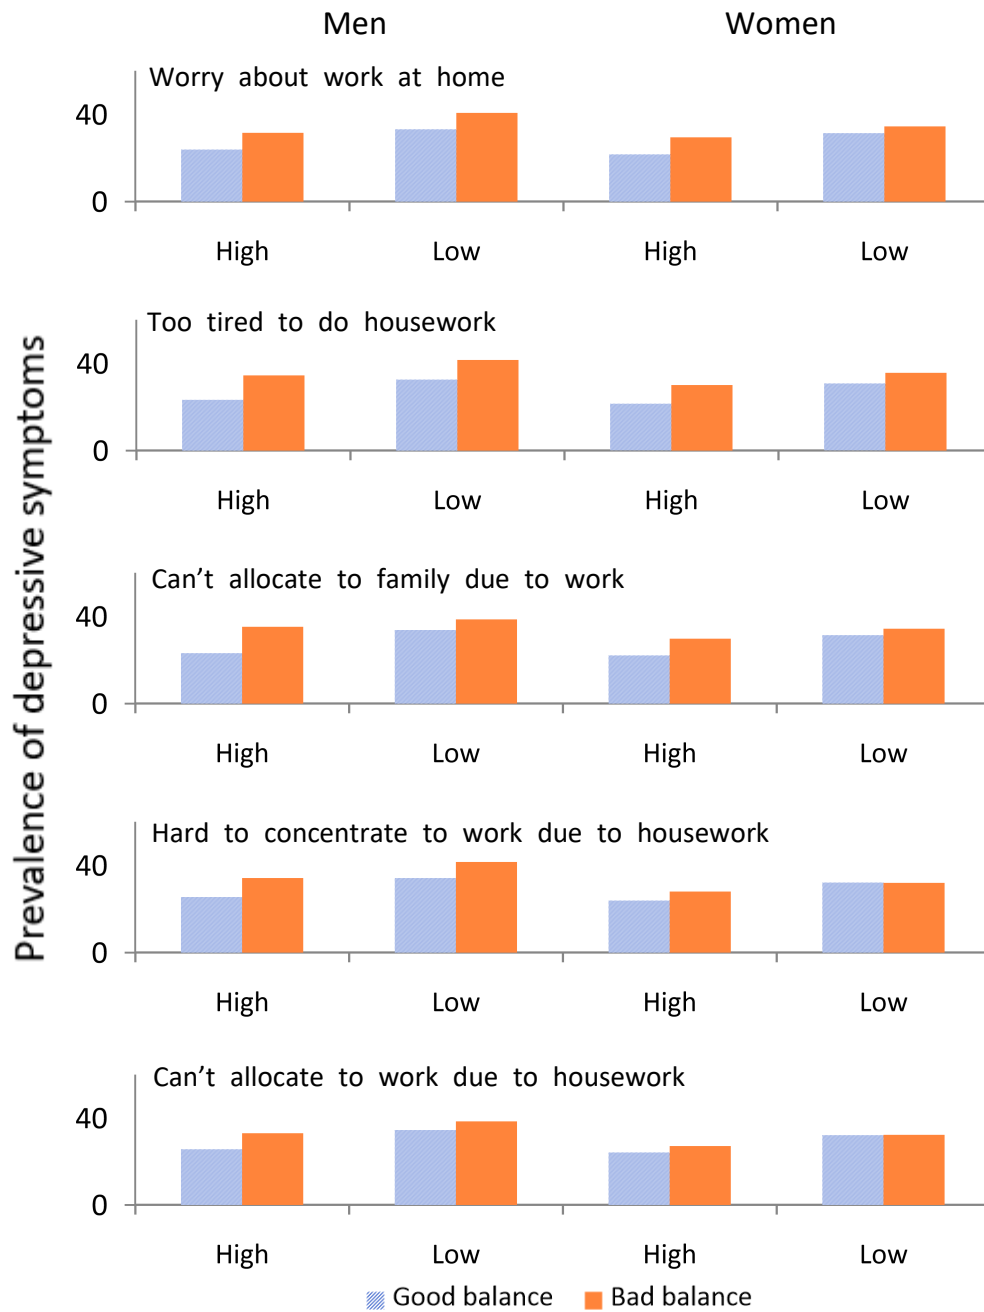 Men Women
Prevalence of depressive symptoms
Worry about work at home
40
0
High Low High Low
Too tired to do housework
40
0
High Low High Low
Can’t allocate to family due to work
40
0
High Low High Low
Hard to concentrate to work due to housework
40
0
High Low High Low
Can’t allocate to work due to housework
40
0
High Low High Low
Good balance Bad balance